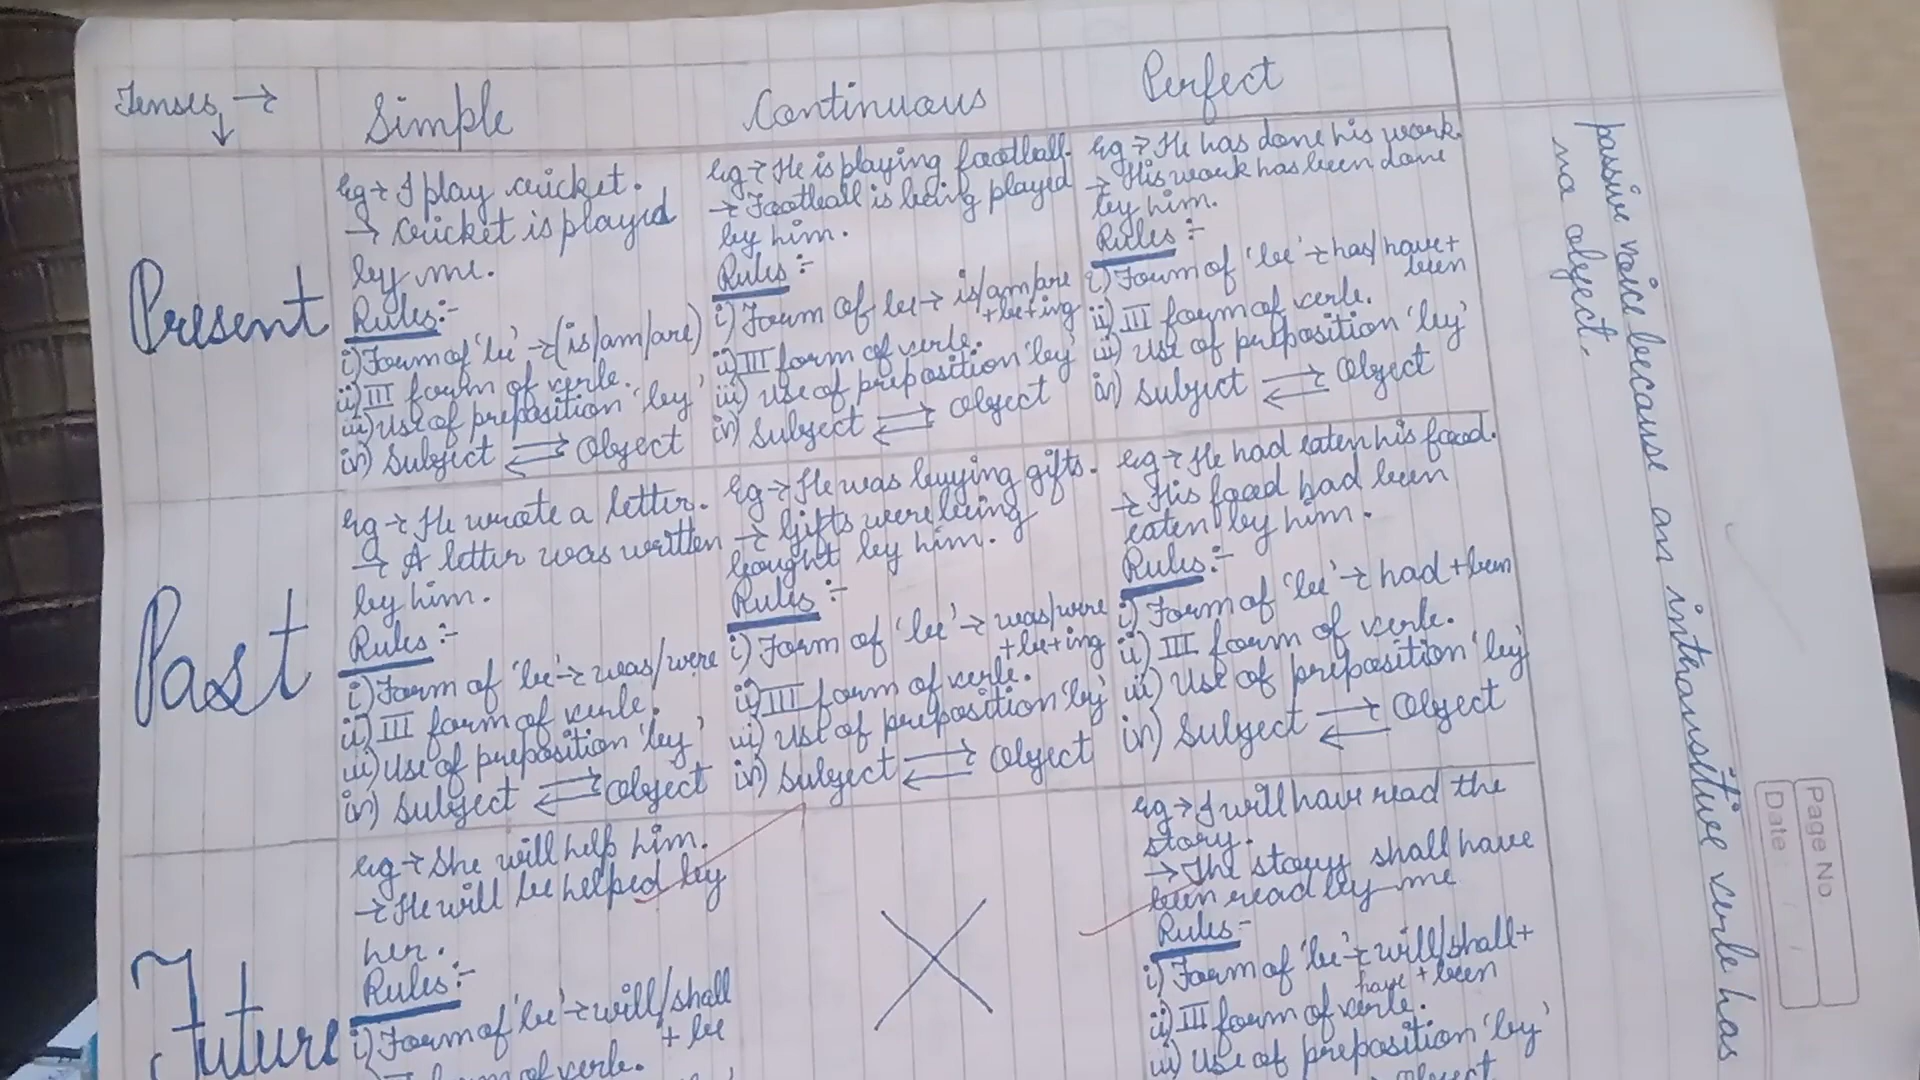 Tenses → ↓
Simple
Continuous
Perfect
Present
Eg → I play cricket.
→ Cricket is played
by me.
Rules:-
i) Form of 'be' → (is/am/are)
ii) III form of verb.
iii) Use of preposition 'by'
iv) Subject ⇄ Object
Eg → He is playing football.
→ Football is being played
by him.
Rules:-
i) Form of be → is/am/are
+be+ing
ii) III form of verb.
iii) Use of preposition 'by'
iv) Subject ⇄ Object
Eg → He has done his work.
→ His work has been done
by him.
Rules:-
i) Form of 'be' → has/have+
been
ii) III form of verb.
iii) Use of preposition 'by'
iv) Subject ⇄ Object
Past
Eg → He wrote a letter.
→ A letter was written
by him.
Rules:-
i) Form of 'be' → was/were
ii) III form of verb.
iii) Use of preposition 'by'
iv) Subject ⇄ Object
Eg → He was buying gifts.
→ Gifts were being
bought by him.
Rules:-
i) Form of 'be' → was/were
+be+ing
ii) III form of verb.
iii) Use of preposition 'by'
iv) Subject ⇄ Object
Eg → He had eaten his food.
→ His food had been
eaten by him.
Rules:-
i) Form of 'be' → had+been
ii) III form of verb.
iii) Use of preposition 'by'
iv) Subject ⇄ Object
Future
Eg → She will help him.
→ He will be helped by
her.
Rules:-
i) Form of 'be' → will/shall
+ be
form of verb.
Eg → I will have read the
story.
→ The story shall have
been read by me
Rules:-
i) Form of 'be' → will/shall+
have + been
ii) III form of verb.
iii) Use of preposition 'by'
Object
passive voice because an intransitive verb has
no object.
Page No
Date